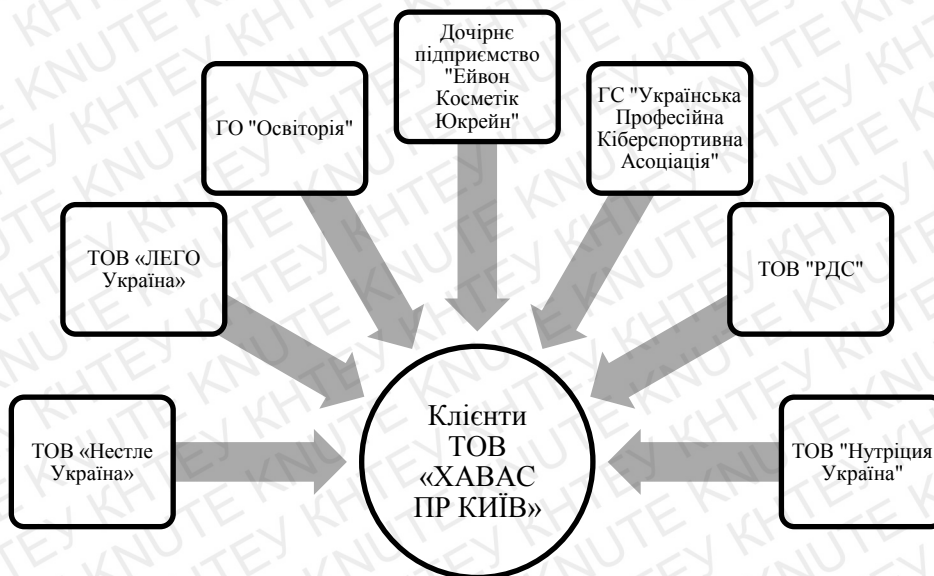 Дочірнє
підприємство
"Ейвон
Косметік
Юкрейн"
ГО "Освіторія"
ГС "Українська
Професійна
Кіберспортивна
Асоціація"
ТОВ «ЛЕГО
Україна»
ТОВ "РДС"
ТОВ «Нестле
Україна»
Клієнти
ТОВ
«ХАВАС
ПР КИЇВ»
ТОВ "Нутріция
Україна"